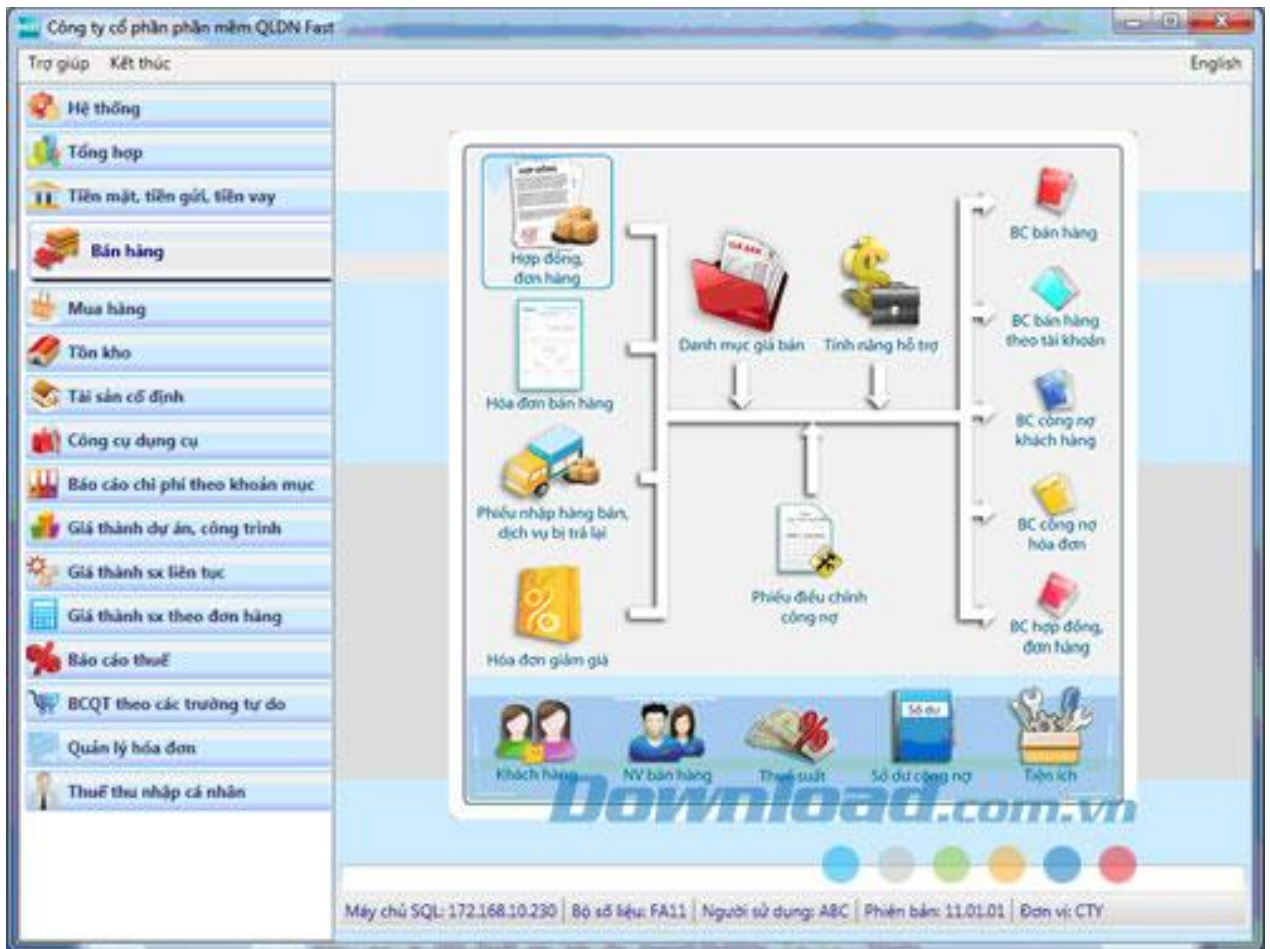 Công ty cổ phần phần mềm QLDN Fast
Trợ giúp Kết thúc English
Hệ thống
Tổng hợp
Tiền mặt, tiền gửi, tiền vay
Bán hàng
Mua hàng
Tồn kho
Tài sản cố định
Công cụ dụng cụ
Báo cáo chi phí theo khoản mục
Giá thành dự án, công trình
Giá thành sx liên tục
Giá thành sx theo đơn hàng
Báo cáo thuế
BCQT theo các trường tự do
Quản lý hóa đơn
Thuế thu nhập cá nhân
HỢP ĐỒNG
Hợp đồng,
đơn hàng
Hóa đơn bán hàng
Phiếu nhập hàng bán,
dịch vụ bị trả lại
Hóa đơn giảm giá
GIÁ BÁN
Danh mục giá bán
Tính năng hỗ trợ
Phiếu điều chỉnh
công nợ
BC bán hàng
BC bán hàng
theo tài khoản
BC công nợ
khách hàng
BC công nợ
hóa đơn
BC hợp đồng,
đơn hàng
Số dư
Khách hàng
NV bán hàng
Thuế suất
Số dư công nợ
Tiện ích
Download.com.vn
Máy chủ SQL: 172.168.10.230 Bộ số liệu: FA11 Người sử dụng: ABC Phiên bản: 11.01.01 Đơn vị: CTY